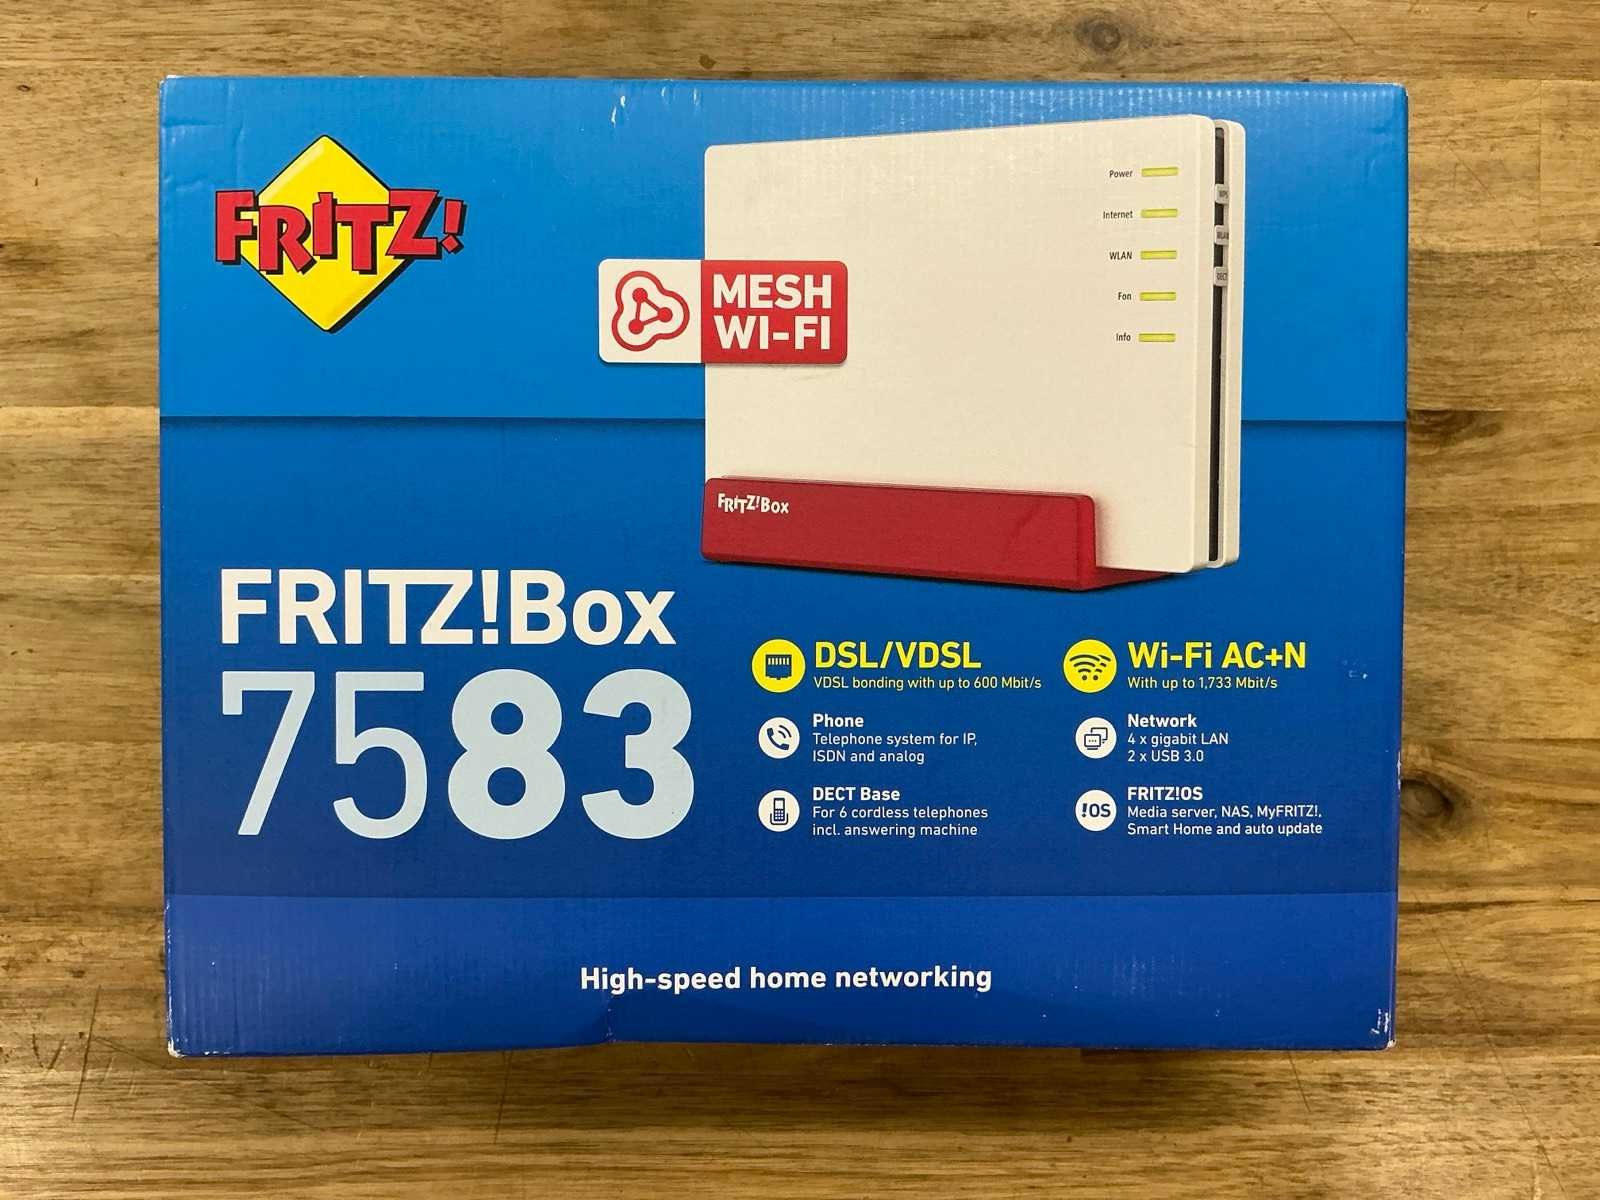 FRITZ!
MESH
WI-FI
Power
Internet
WLAN
Fon
Info
WPS
WLAN
DECT
FRITZ!Box
FRITZ!Box
7583
DSL/VDSL
VDSL bonding with up to 600 Mbit/s
Wi-Fi AC+N
With up to 1,733 Mbit/s
Phone
Telephone system for IP,
ISDN and analog
Network
4 x gigabit LAN
2 x USB 3.0
DECT Base
For 6 cordless telephones
incl. answering machine
!OS
FRITZ!OS
Media server, NAS, MyFRITZ!,
Smart Home and auto update
High-speed home networking